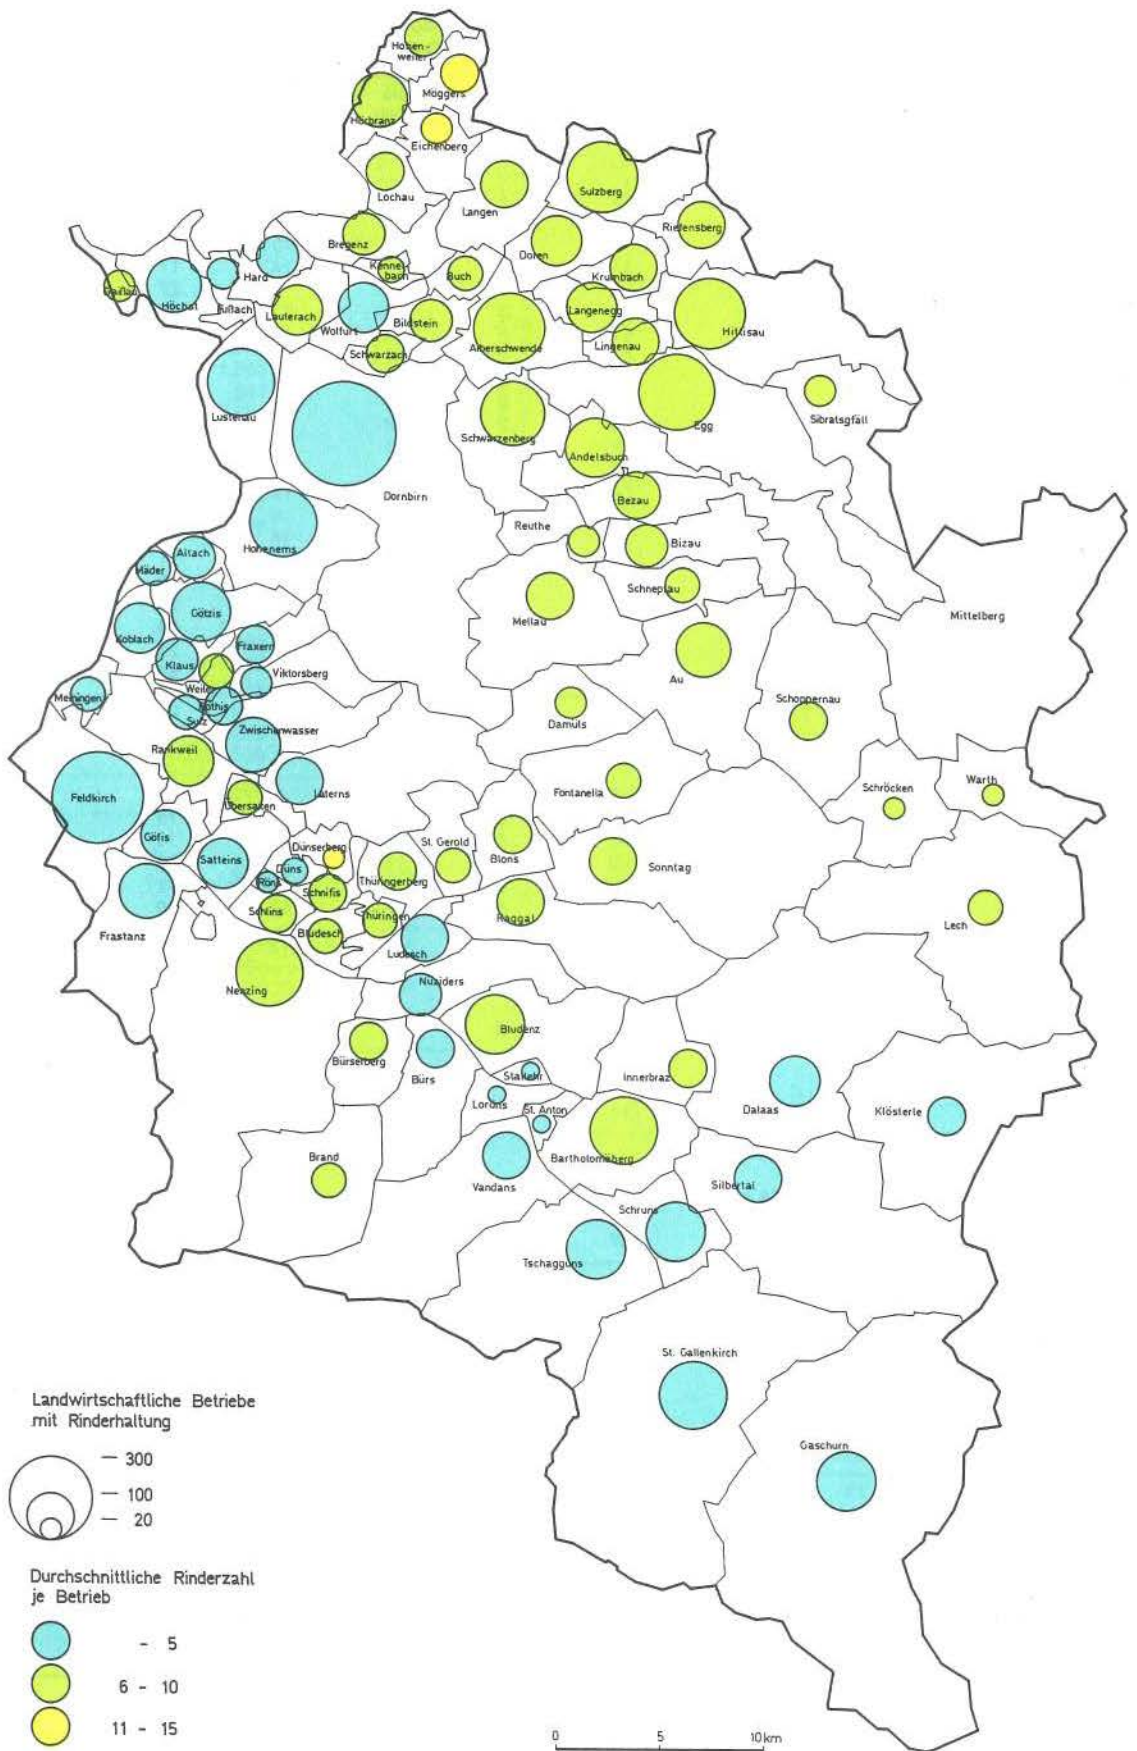 Hohen-
weiler
Möggers
Hörbranz
Eichenberg
Lochau
Langen
Sulzberg
Riefensberg
Bregenz
Doren
Kennel-
bach
Buch
Krumbach
Hard
Gaißau
Höchst
Fußach
Lauterach
Wolfurt
Bildstein
Langenegg
Hittisau
Alberschwende
Lingenau
Schwarzach
Lustenau
Sibratsgfäll
Egg
Schwarzenberg
Andelsbuch
Dornbirn
Bezau
Reuthe
Bizau
Hohenems
Altach
Mäder
Schnepfau
Götzis
Mellau
Mittelberg
Koblach
Fraxern
Klaus
Viktorsberg
Au
Weiler
Meiningen
Röthis
Sulz
Schoppernau
Damüls
Zwischenwasser
Rankweil
Laterns
Feldkirch
Übersaxen
Fontanella
Schröcken
Warth
Göfis
Dünserberg
St. Gerold
Blons
Satteins
Düns
Sonntag
Röns
Thüringerberg
Schnifis
Schlins
Thüringen
Raggal
Lech
Frastanz
Bludesch
Ludesch
Nenzing
Nüziders
Bludenz
Bürserberg
Bürs
Stallehr
Innerbraz
Lorüns
St. Anton
Dalaas
Klösterle
Bartholomäberg
Brand
Vandans
Silbertal
Schruns
Tschagguns
St. Gallenkirch
Gaschurn
Landwirtschaftliche Betriebe
mit Rinderhaltung
300
100
20
Durchschnittliche Rinderzahl
je Betrieb
- 5
6 - 10
11 - 15
0 5 10 km